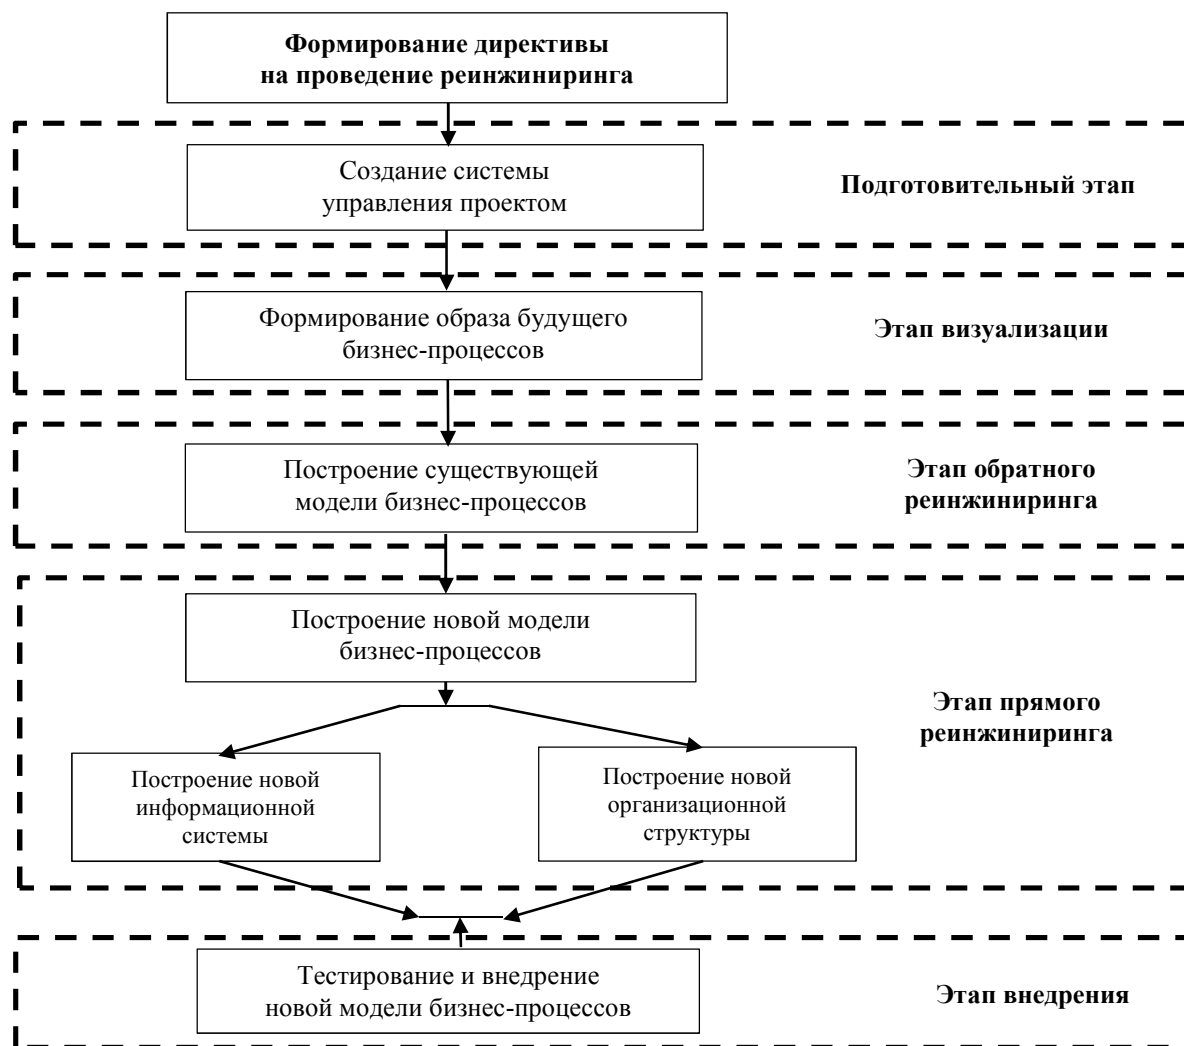 Формирование директивы
на проведение реинжиниринга
Создание системы
управления проектом
Подготовительный этап
Формирование образа будущего
бизнес-процессов
Этап визуализации
Построение существующей
модели бизнес-процессов
Этап обратного
реинжиниринга
Построение новой модели
бизнес-процессов
Этап прямого
реинжиниринга
Построение новой
информационной
системы
Построение новой
организационной
структуры
Тестирование и внедрение
новой модели бизнес-процессов
Этап внедрения